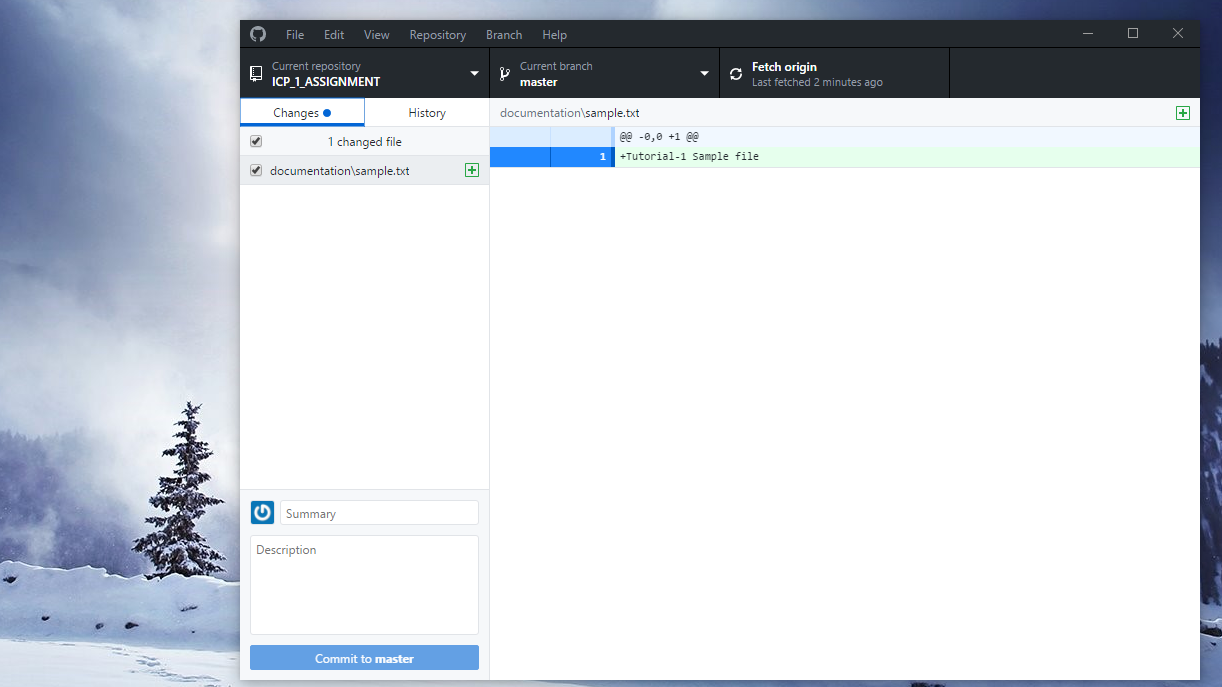 File Edit View Repository Branch Help
Current repository
ICP_1_ASSIGNMENT
Current branch
master
Fetch origin
Last fetched 2 minutes ago
Changes
History
1 changed file
documentation\sample.txt
documentation\sample.txt
@@ -0,0 +1 @@
1 +Tutorial-1 Sample file
Summary
Description
Commit to master